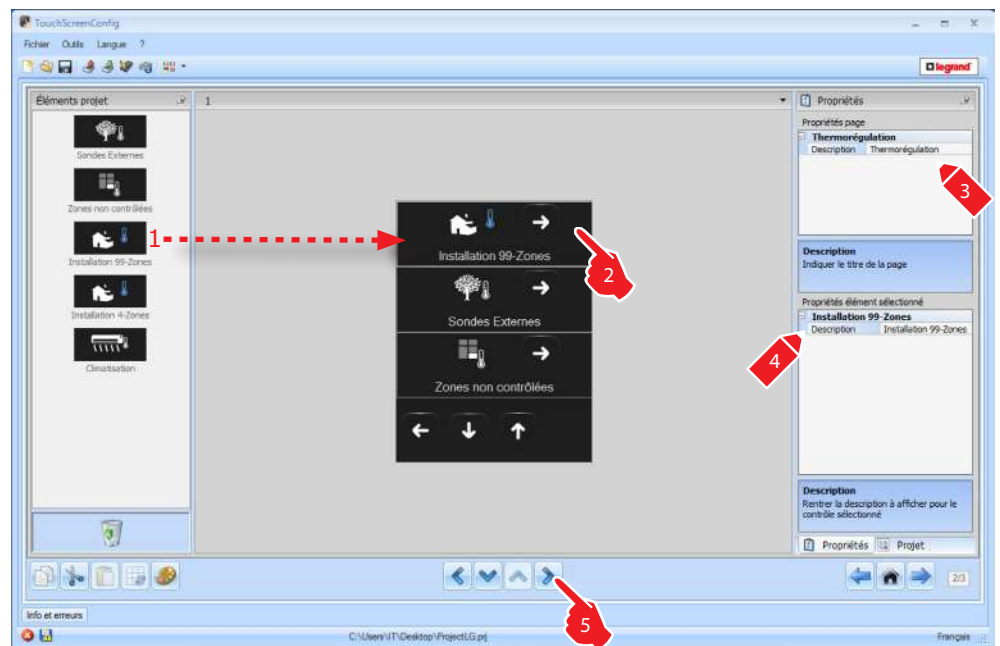 TouchScreenConfig
Fichier Outils Langue ?
legrand
Éléments projet
1
Propriétés
Sondes Externes
Zones non contrôlées
Installation 99-Zones
Installation 4-Zones
Climatisation
1
Installation 99-Zones
Sondes Externes
Zones non contrôlées
2
Propriétés page
Thermorégulation
Description Thermorégulation
3
Description
Indiquer le titre de la page
Propriétés élément sélectionné
Installation 99-Zones
Description Installation 99-Zones
4
Description
Rentrer la description à afficher pour le
contrôle sélectionné
Propriétés Projet
2/3
5
Info et erreurs
C:\Users\IT\Desktop\ProjectLG.prj
Français